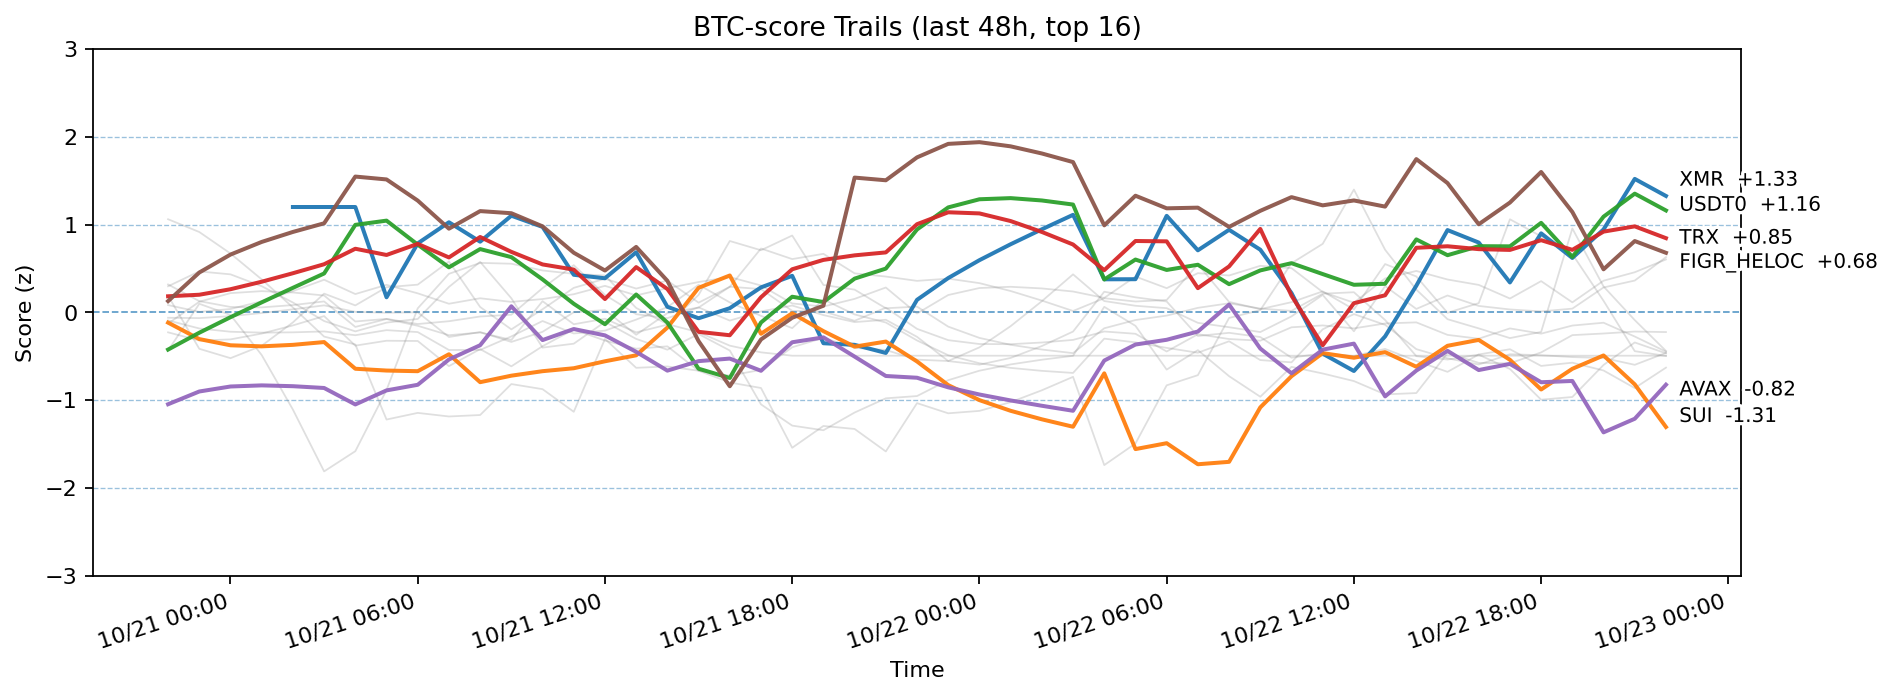 BTC-score Trails (last 48h, top 16)
Score (z)
3
2
1
0
−1
−2
−3
XMR +1.33
USDT0 +1.16
TRX +0.85
FIGR_HELOC +0.68
AVAX -0.82
SUI -1.31
10/21 00:00
10/21 06:00
10/21 12:00
10/21 18:00
10/22 00:00
10/22 06:00
10/22 12:00
10/22 18:00
10/23 00:00
Time